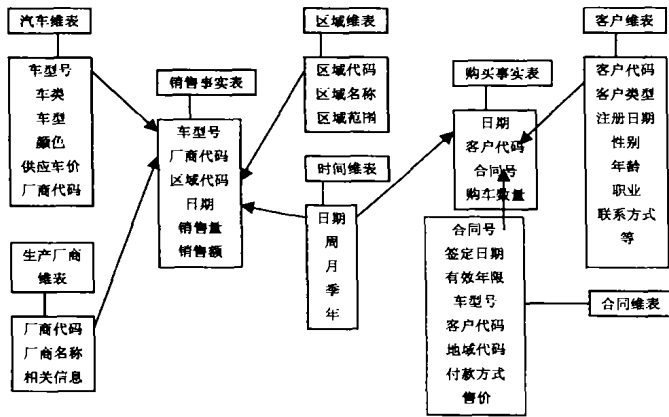 汽车维表
车型号
车类
车型
颜色
供应车价
厂商代码
生产厂商
维表
厂商代码
厂商名称
相关信息
销售事实表
车型号
厂商代码
区域代码
日期
销售量
销售额
区域维表
区域代码
区域名称
区域范围
时间维表
日期
周
月
季
年
购买事实表
日期
客户代码
合同号
购车数量
合同号
签定日期
有效年限
车型号
客户代码
地域代码
付款方式
售价
客户维表
客户代码
客户类型
注册日期
性别
年龄
职业
联系方式
等
合同维表